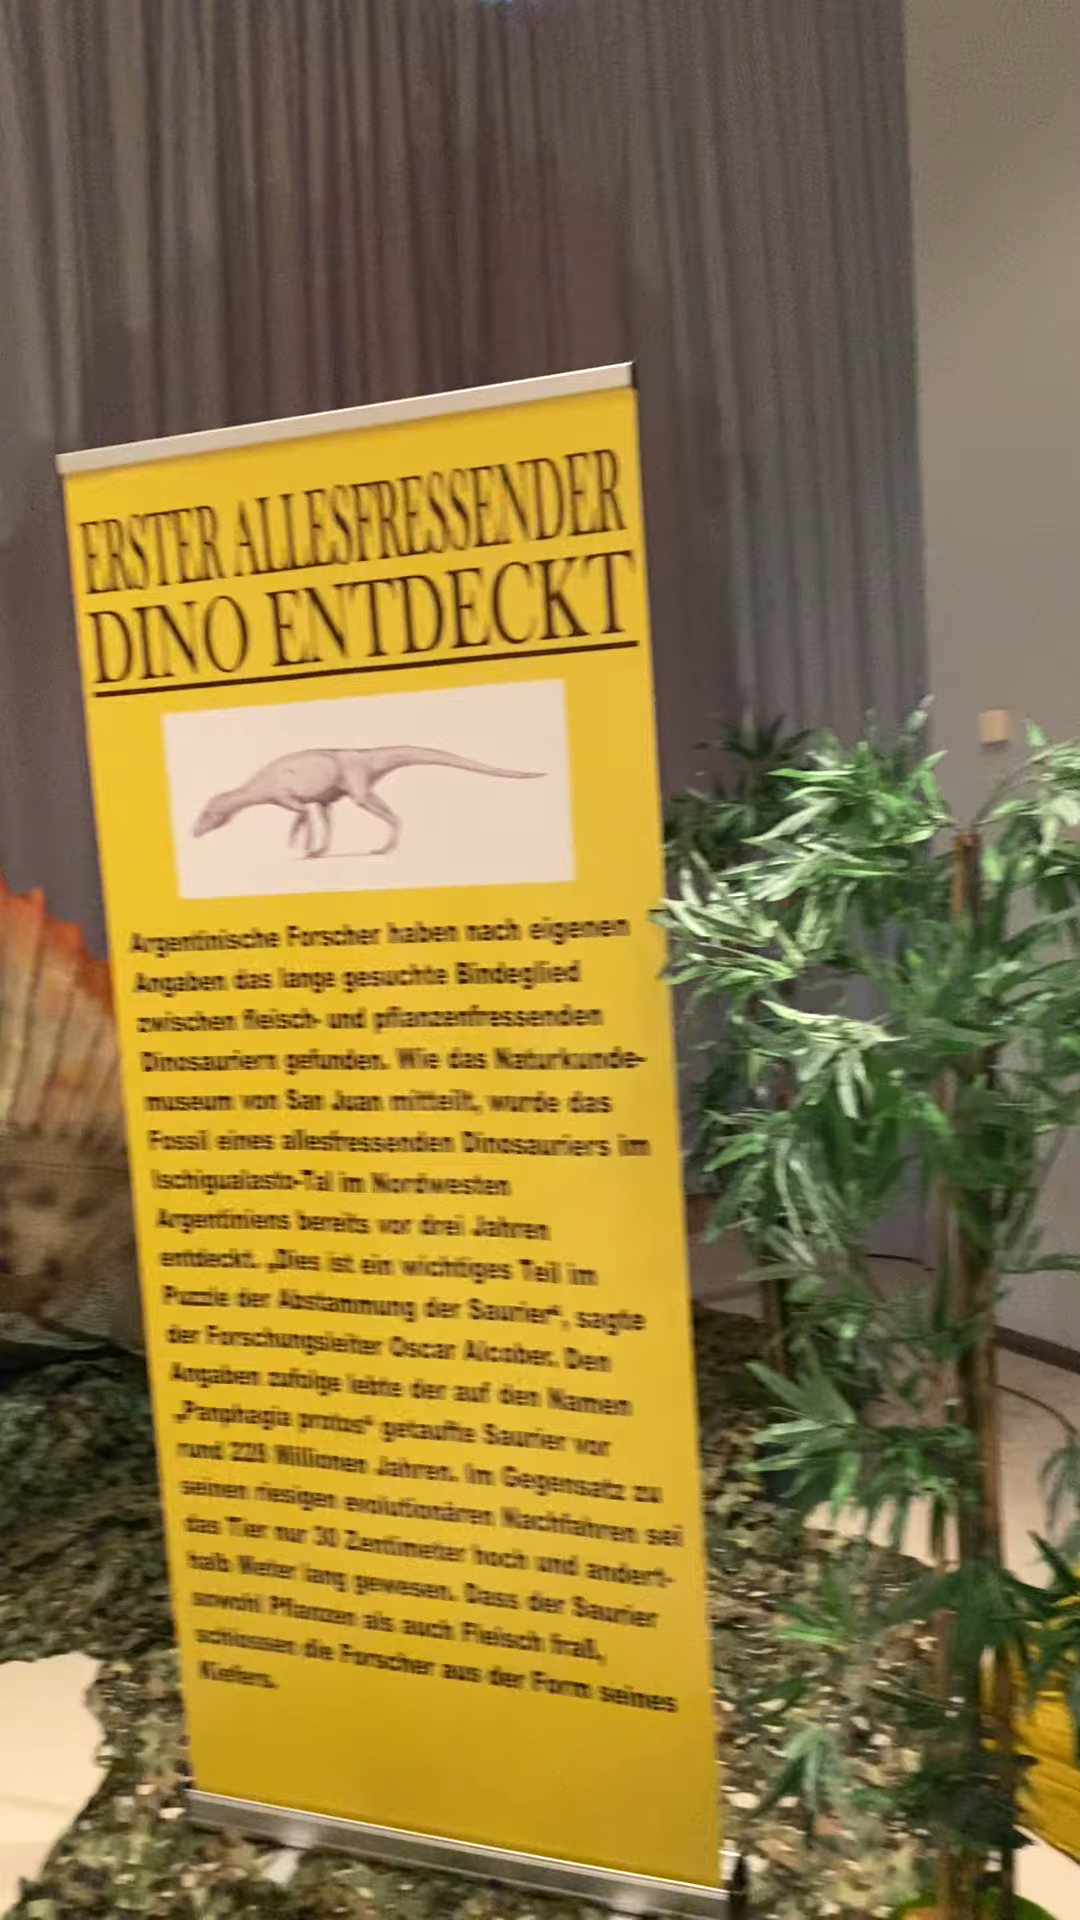 ERSTER ALLESFRESSENDER
DINO ENTDECKT
Argentinische Forscher haben nach eigenen
Angaben das lange gesuchte Bindeglied
zwischen fleisch- und pflanzenfressenden
Dinosauriern gefunden. Wie das Naturkunde-
museum von San Juan mitteilt, wurde das
Fossil eines allesfressenden Dinosauriers im
Ischigualasto-Tal im Nordwesten
Argentiniens bereits vor drei Jahren
entdeckt. „Dies ist ein wichtiges Teil im
Puzzle der Abstammung der Saurier“, sagte
der Forschungsleiter Oscar Alcober. Den
Angaben zufolge lebte der auf den Namen
„Panphagia protos“ getaufte Saurier vor
rund 228 Millionen Jahren. Im Gegensatz zu
seinen riesigen evolutionären Nachfahren sei
das Tier nur 30 Zentimeter hoch und andert-
halb Meter lang gewesen. Dass der Saurier
sowohl Pflanzen als auch Fleisch fraß,
schlossen die Forscher aus der Form seines
Kiefers.